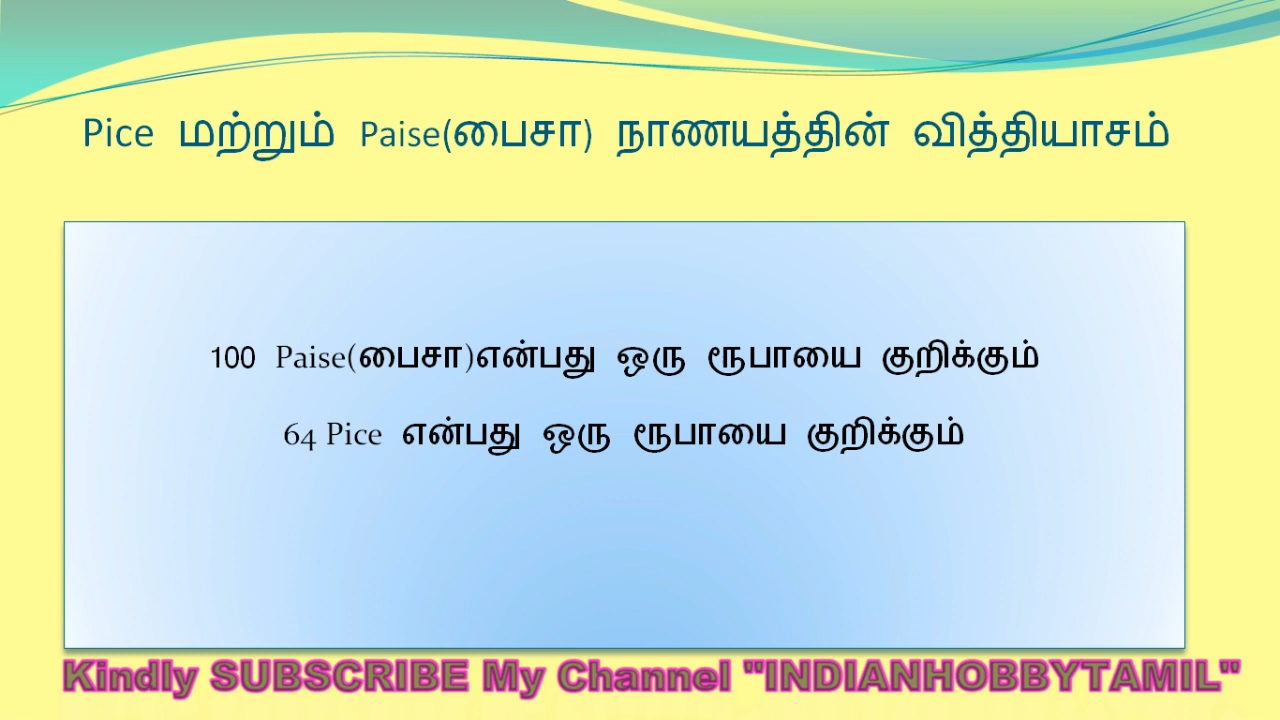 Pice மற்றும் Paise(பைசா) நாணயத்தின் வித்தியாசம்
100 Paise(பைசா)என்பது ஒரு ரூபாயை குறிக்கும்
64 Pice என்பது ஒரு ரூபாயை குறிக்கும்
Kindly SUBSCRIBE My Channel "INDIANHOBBYTAMIL"